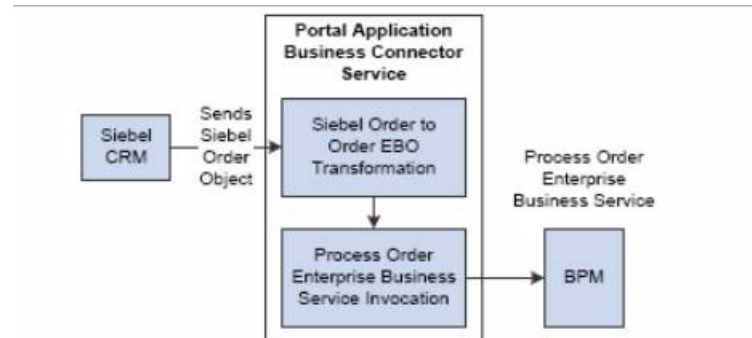 Portal Application
Business Connector
Service
Siebel
CRM
Sends
Siebel
Order
Object
Siebel Order to
Order EBO
Transformation
Process Order
Enterprise Business
Service Invocation
Process Order
Enterprise
Business Service
BPM